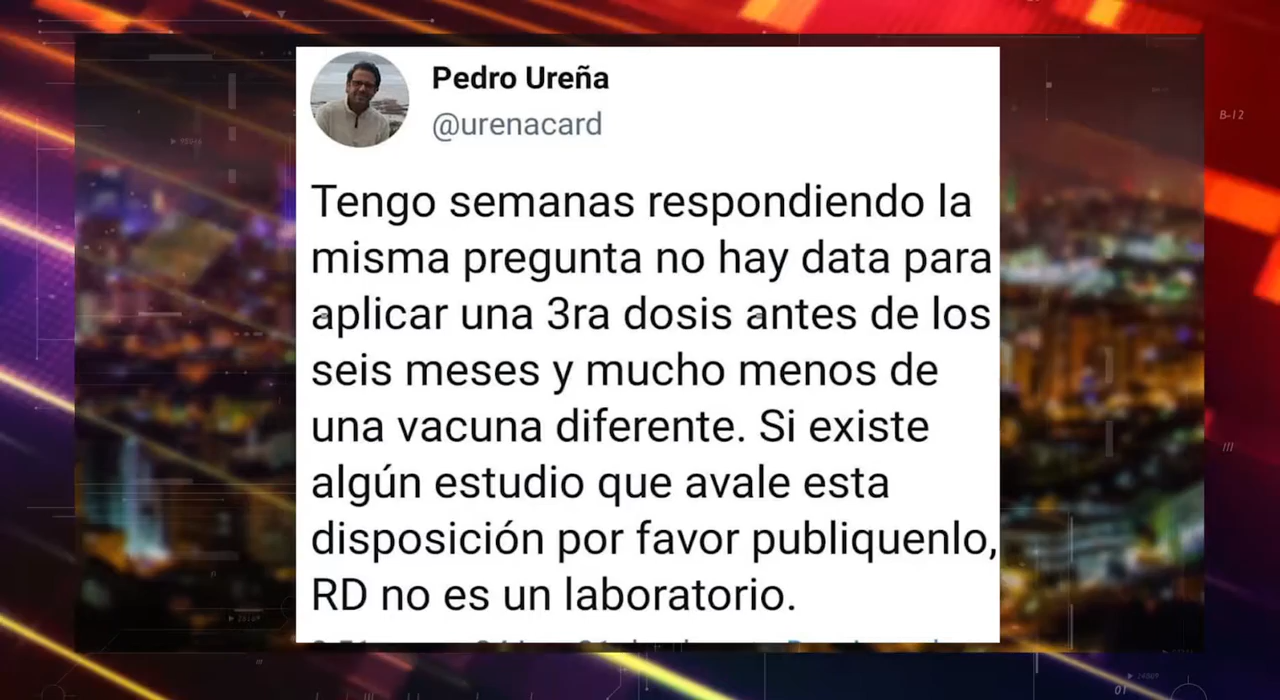 Pedro Ureña
@urenacard
Tengo semanas respondiendo la
misma pregunta no hay data para
aplicar una 3ra dosis antes de los
seis meses y mucho menos de
una vacuna diferente. Si existe
algún estudio que avale esta
disposición por favor publiquenlo,
RD no es un laboratorio.
B-12
01